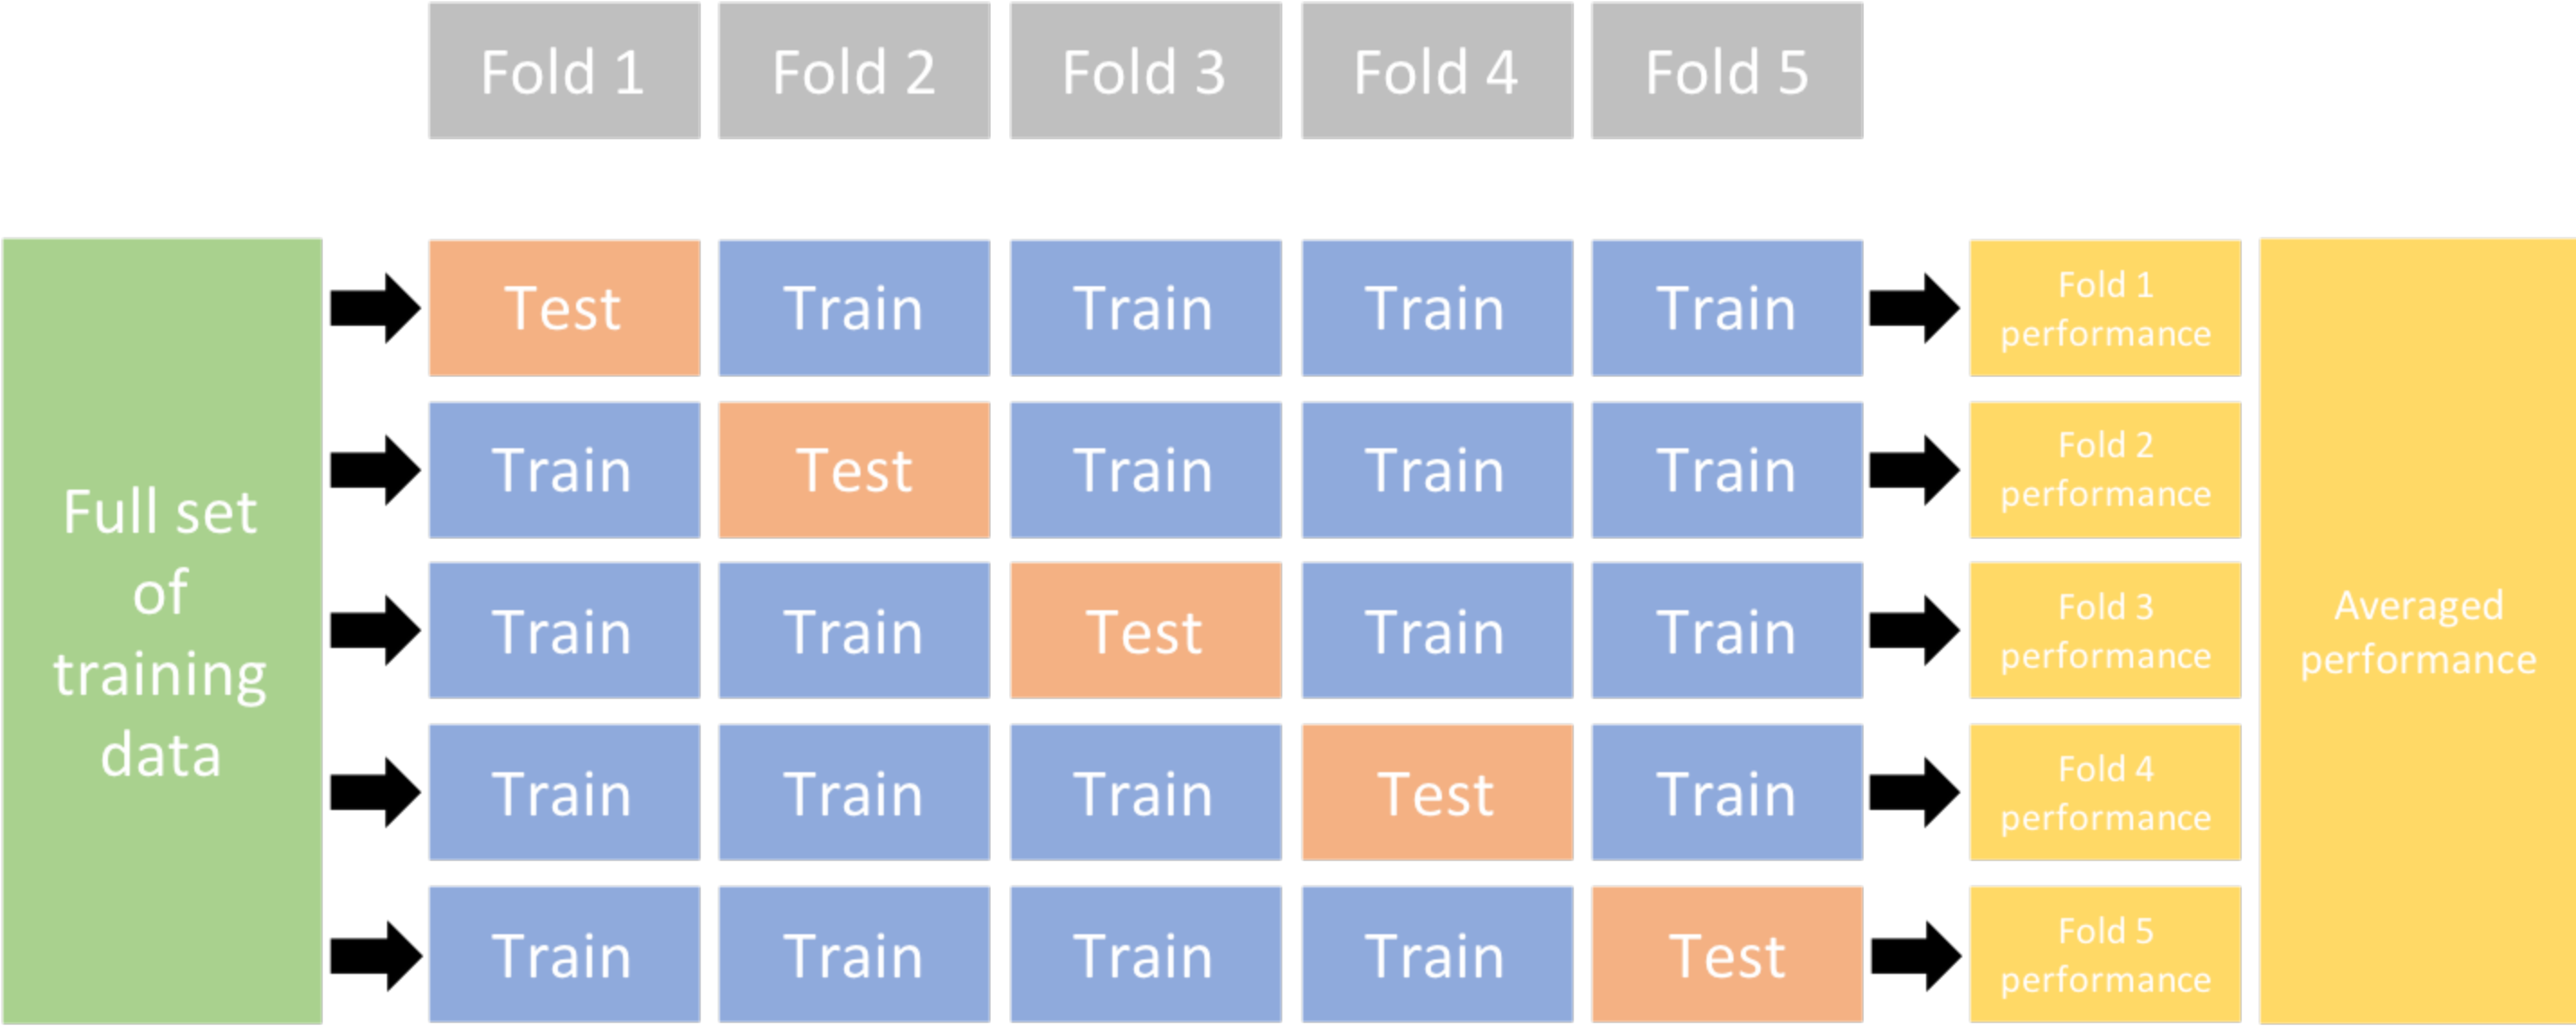 Fold 1
Fold 2
Fold 3
Fold 4
Fold 5
Full set
of
training
data
Test
Train
Train
Train
Train
Fold 1
performance
Train
Test
Train
Train
Train
Fold 2
performance
Train
Train
Test
Train
Train
Fold 3
performance
Train
Train
Train
Test
Train
Fold 4
performance
Train
Train
Train
Train
Test
Fold 5
performance
Averaged
performance